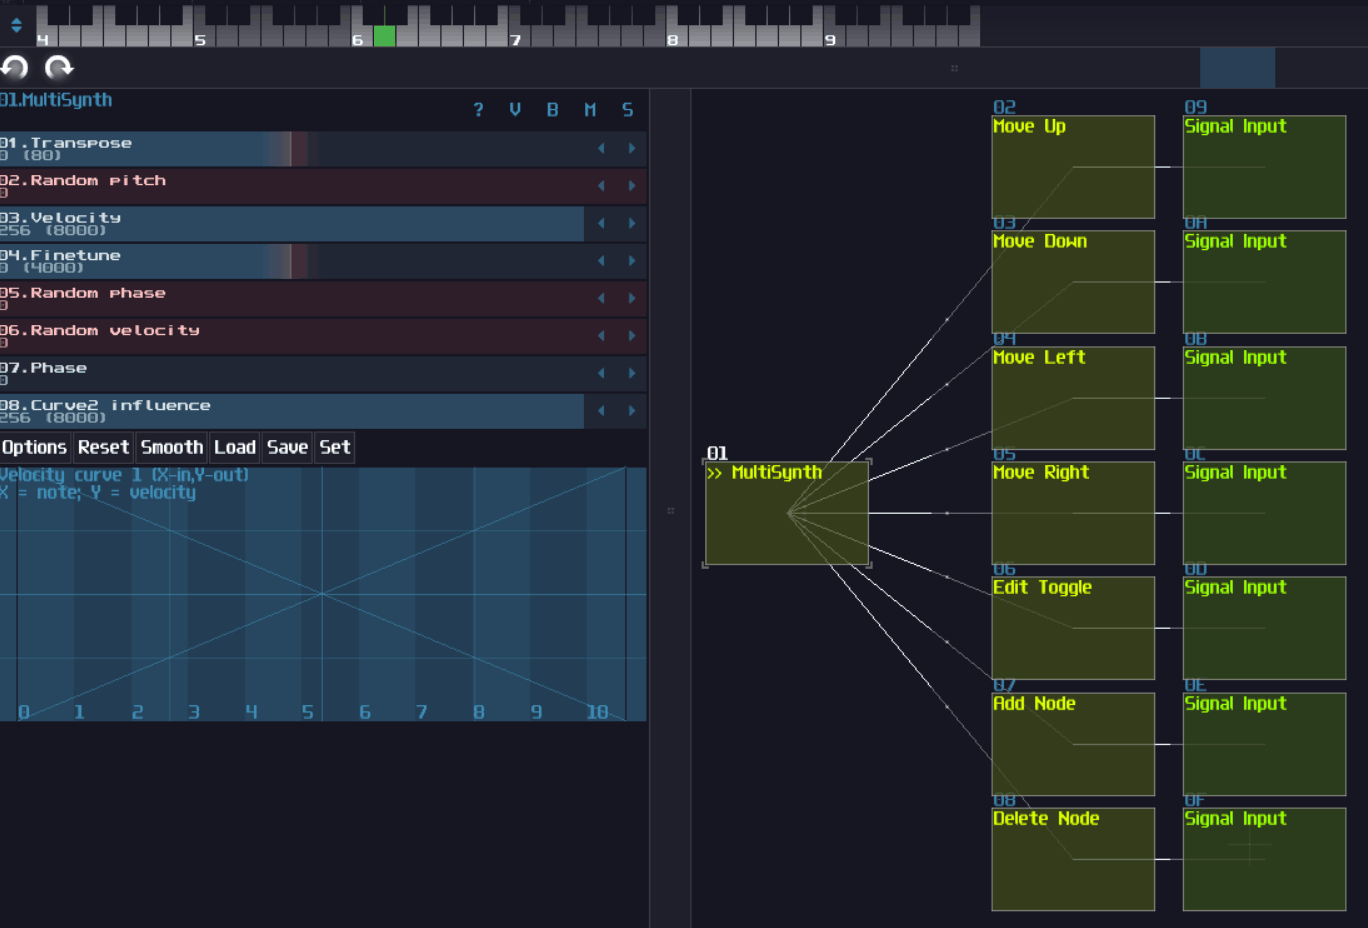 4 5 6 7 8 9
01.MultiSynth
? V B M S
01.Transpose
0 (80)
02.Random pitch
0
03.Velocity
256 (8000)
04.Finetune
0 (4000)
05.Random phase
0
06.Random velocity
0
07.Phase
0
08.Curve2 influence
256 (8000)
Options Reset Smooth Load Save Set
Velocity curve 1 (X-in,Y-out)
X = note; Y = velocity
0 1 2 3 4 5 6 7 8 9 10
01
>> MultiSynth
02
Move Up
03
Move Down
04
Move Left
05
Move Right
06
Edit Toggle
07
Add Node
08
Delete Node
09
Signal Input
0A
Signal Input
0B
Signal Input
0C
Signal Input
0D
Signal Input
0E
Signal Input
0F
Signal Input